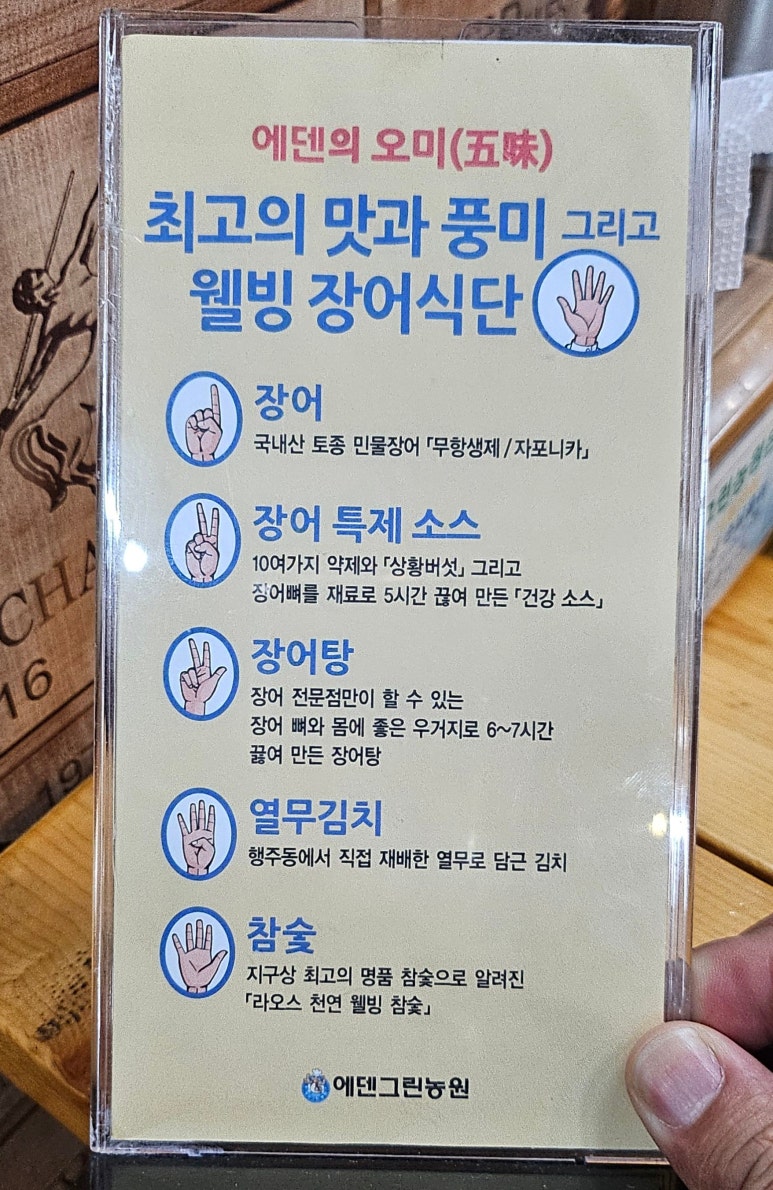 에덴의 오미(五味)
최고의 맛과 풍미 그리고
웰빙 장어식단
장어
국내산 토종 민물장어 「무항생제/자포니카」
장어 특제 소스
10여가지 약제와 「상황버섯」 그리고
장어뼈를 재료로 5시간 끊여 만든 「건강 소스」
장어탕
장어 전문점만이 할 수 있는
장어 뼈와 몸에 좋은 우거지로 6~7시간
끓여 만든 장어탕
열무김치
행주동에서 직접 재배한 열무로 담근 김치
참숯
지구상 최고의 명품 참숯으로 알려진
「라오스 천연 웰빙 참숯」
에덴그린농원
CHA
16